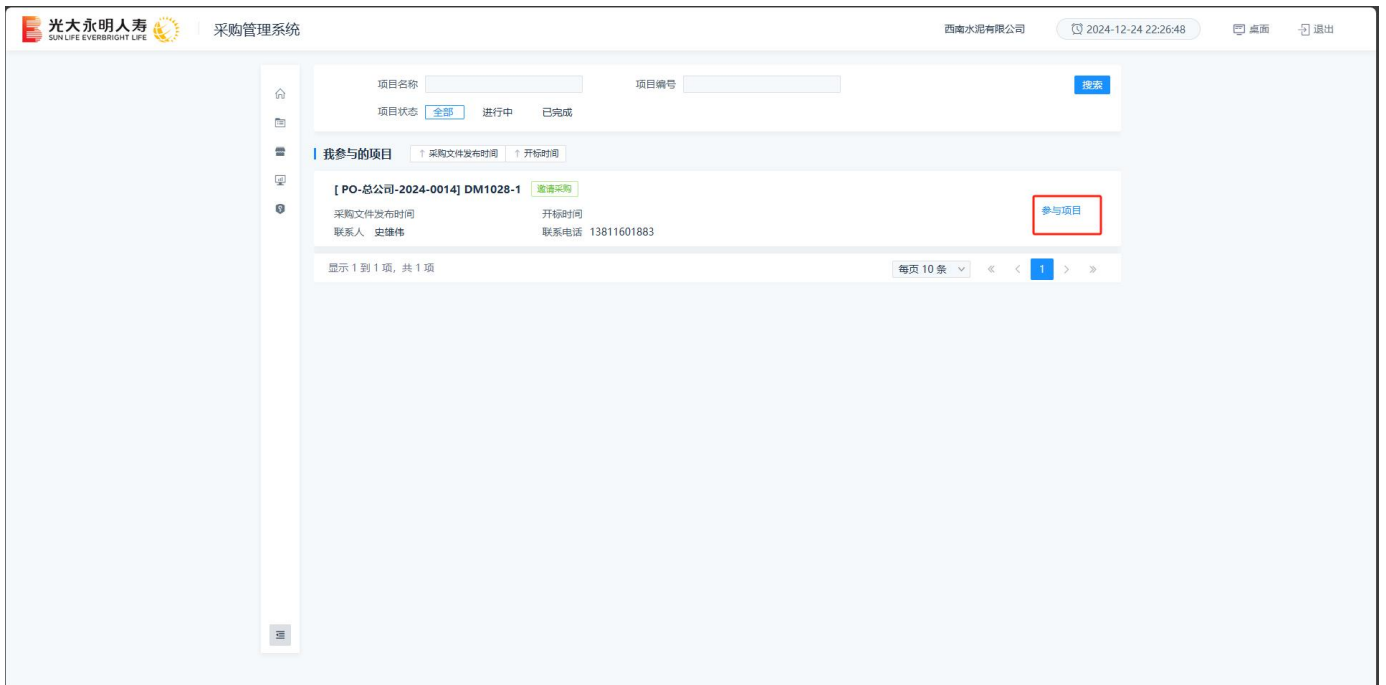 光大永明人寿 采购管理系统 西南水泥有限公司 2024-12-24 22:26:48 桌面 退出
SUN LIFE EVERBRIGHT LIFE
项目名称 项目编号 搜索
项目状态 全部 进行中 已完成
我参与的项目 ↑ 采购文件发布时间 ↑ 开标时间
[ PO-总公司-2024-0014] DM1028-1 邀请采购
采购文件发布时间 开标时间 参与项目
联系人 史雄伟 联系电话 13811601883
显示 1 到 1 项, 共 1 项 每页 10 条 « < 1 > »